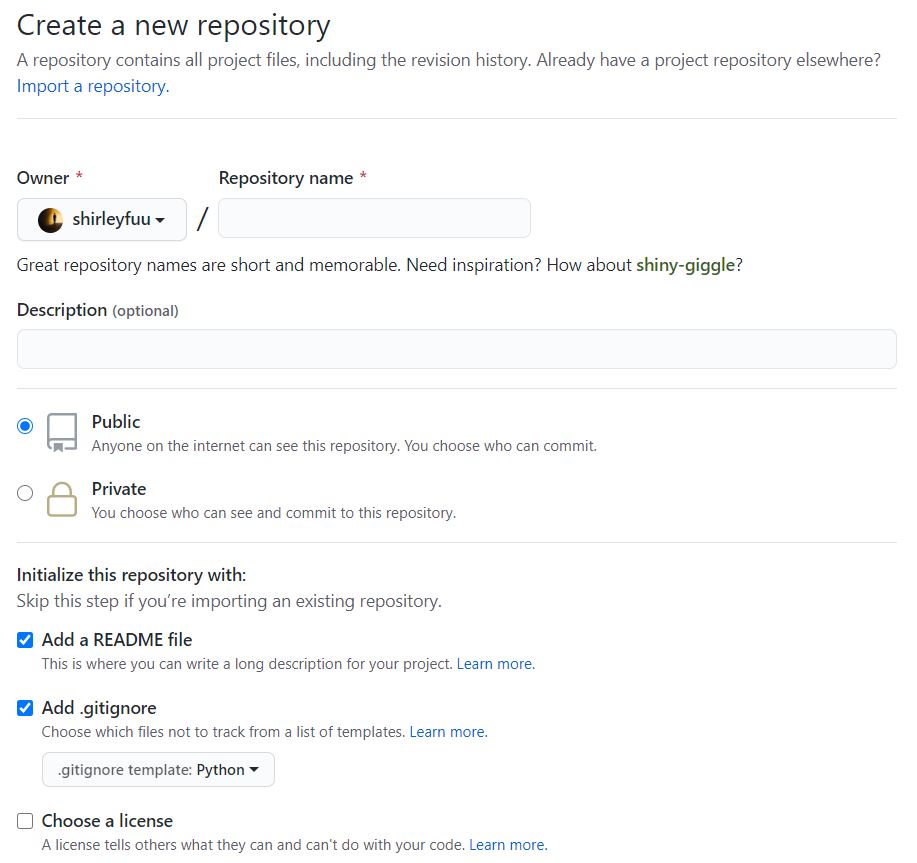 Create a new repository
A repository contains all project files, including the revision history. Already have a project repository elsewhere?
Import a repository.
Owner *
Repository name *
shirleyfuu
/
Great repository names are short and memorable. Need inspiration? How about shiny-giggle?
Description (optional)
Public
Anyone on the internet can see this repository. You choose who can commit.
Private
You choose who can see and commit to this repository.
Initialize this repository with:
Skip this step if you’re importing an existing repository.
Add a README file
This is where you can write a long description for your project. Learn more.
Add .gitignore
Choose which files not to track from a list of templates. Learn more.
.gitignore template: Python
Choose a license
A license tells others what they can and can't do with your code. Learn more.